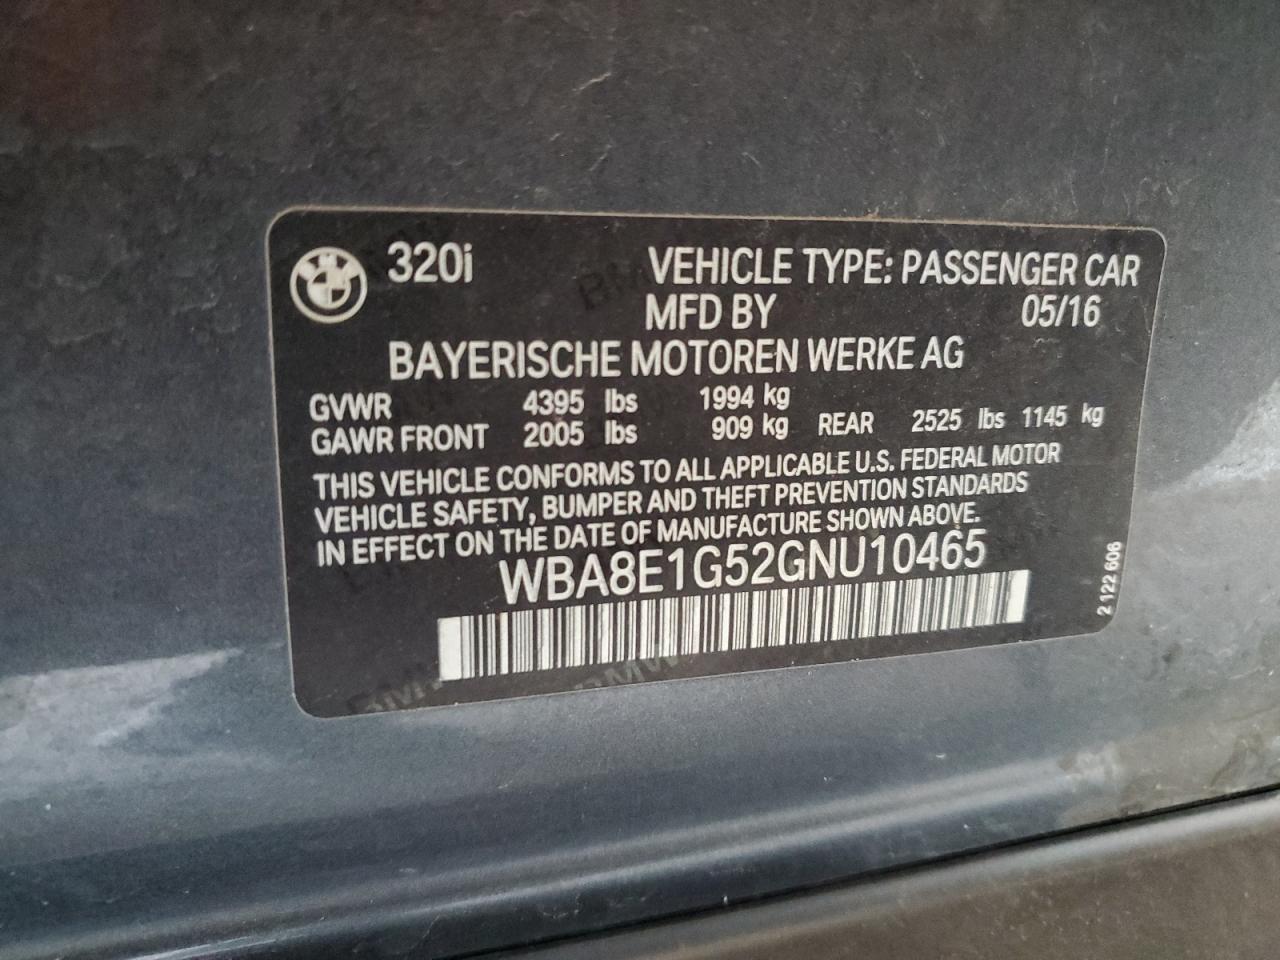 320i VEHICLE TYPE: PASSENGER CAR
MFD BY 05/16
BAYERISCHE MOTOREN WERKE AG
GVWR 4395 lbs 1994 kg
GAWR FRONT 2005 lbs 909 kg REAR 2525 lbs 1145 kg
THIS VEHICLE CONFORMS TO ALL APPLICABLE U.S. FEDERAL MOTOR
VEHICLE SAFETY, BUMPER AND THEFT PREVENTION STANDARDS
IN EFFECT ON THE DATE OF MANUFACTURE SHOWN ABOVE.
WBA8E1G52GNU10465
2 122 606
BMW